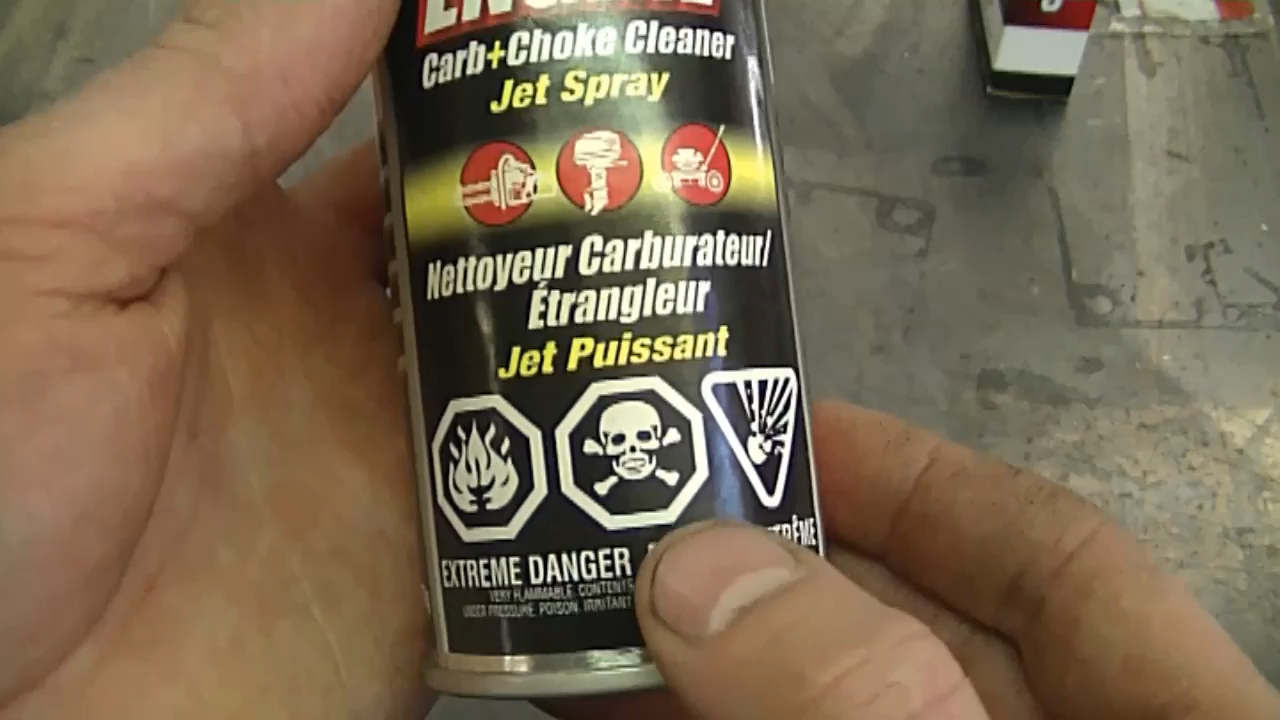 Carb+Choke Cleaner
Jet Spray
Nettoyeur Carburateur/
Étrangleur
Jet Puissant
EXTREME DANGER
VERY FLAMMABLE. CONTENTS
UNDER PRESSURE. POISON. IRRITANT